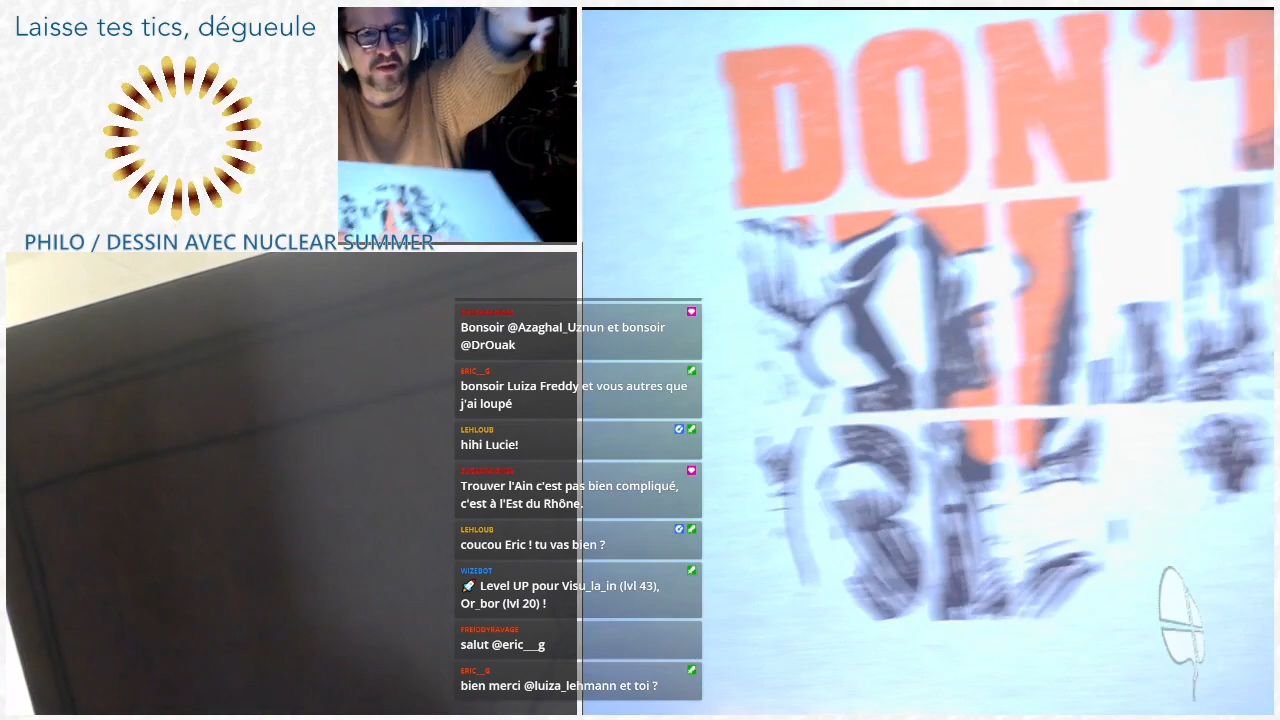 Laisse tes tics, dégueule
PHILO / DESSIN AVEC NUCLEAR SUMMER
DON'T
Bonsoir @Azaghal_Uznun et bonsoir
@DrOuak
ERIC__G
bonsoir Luiza Freddy et vous autres que
j'ai loupé
LEHLOUB
hihi Lucie!
Trouver l'Ain c'est pas bien compliqué,
c'est à l'Est du Rhône.
LEHLOUB
coucou Eric ! tu vas bien ?
WIZEBOT
🚀 Level UP pour Visu_la_in (lvl 43),
Or_bor (lvl 20) !
FREIDDYRAVAGE
salut @eric__g
ERIC__G
bien merci @luiza_lehmann et toi ?